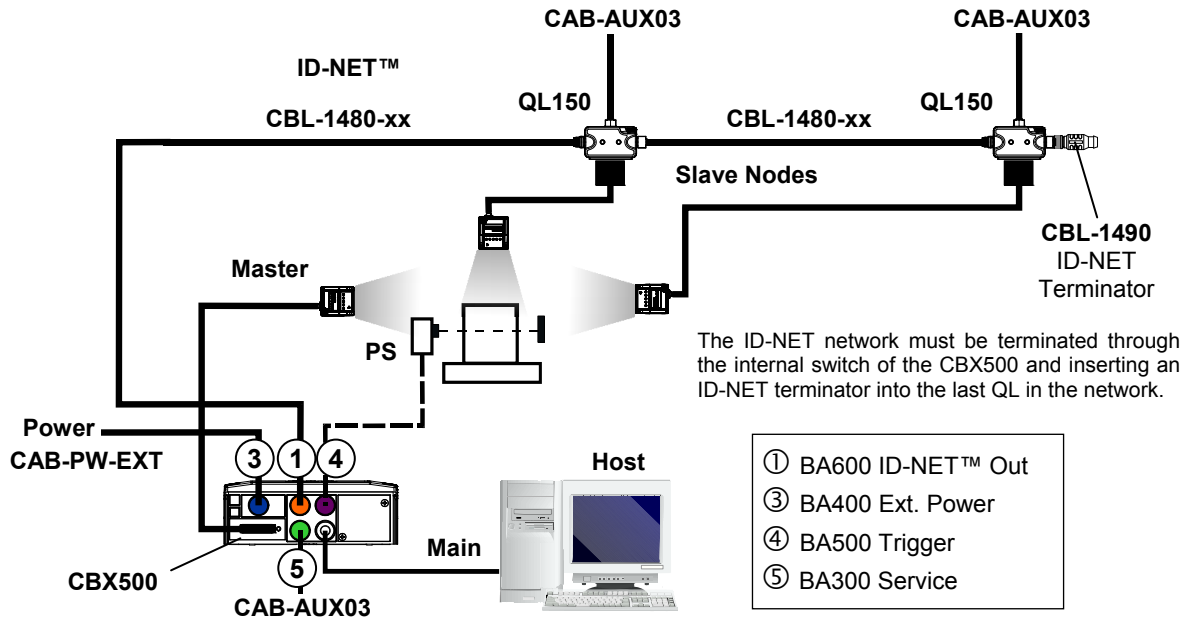 CAB-AUX03
CAB-AUX03
ID-NET™
QL150
QL150
CBL-1480-xx
CBL-1480-xx
Slave Nodes
CBL-1490
ID-NET
Terminator
Master
PS
The ID-NET network must be terminated through
the internal switch of the CBX500 and inserting an
ID-NET terminator into the last QL in the network.
Power
CAB-PW-EXT
3
1
4
Host
① BA600 ID-NET™ Out
③ BA400 Ext. Power
④ BA500 Trigger
⑤ BA300 Service
Main
CBX500
5
CAB-AUX03